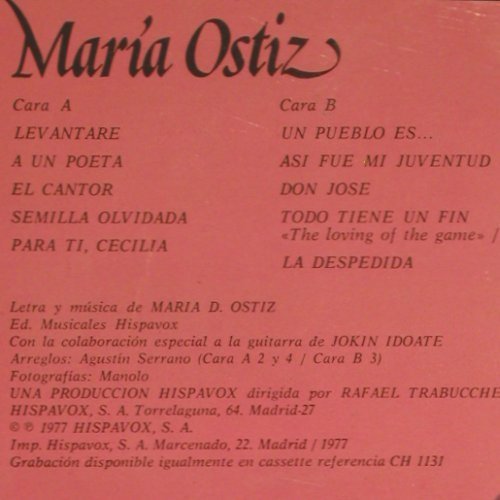 María Ostiz
Cara A
LEVANTARE
A UN POETA
EL CANTOR
SEMILLA OLVIDADA
PARA TI, CECILIA
Cara B
UN PUEBLO ES...
ASI FUE MI JUVENTUD
DON JOSE
TODO TIENE UN FIN
«The loving of the game» /
LA DESPEDIDA
Letra y música de MARIA D. OSTIZ
Ed. Musicales Hispavox
Con la colaboración especial a la guitarra de JOKIN IDOATE
Arreglos: Agustín Serrano (Cara A 2 y 4 / Cara B 3)
Fotografías: Manolo
UNA PRODUCCION HISPAVOX dirigida por RAFAEL TRABUCCHE
HISPAVOX, S. A. Torrelaguna, 64. Madrid-27
© ℗ 1977 HISPAVOX, S. A.
Imp. Hispavox, S. A. Marcenado, 22. Madrid / 1977
Grabación disponible igualmente en cassette referencia CH 1131